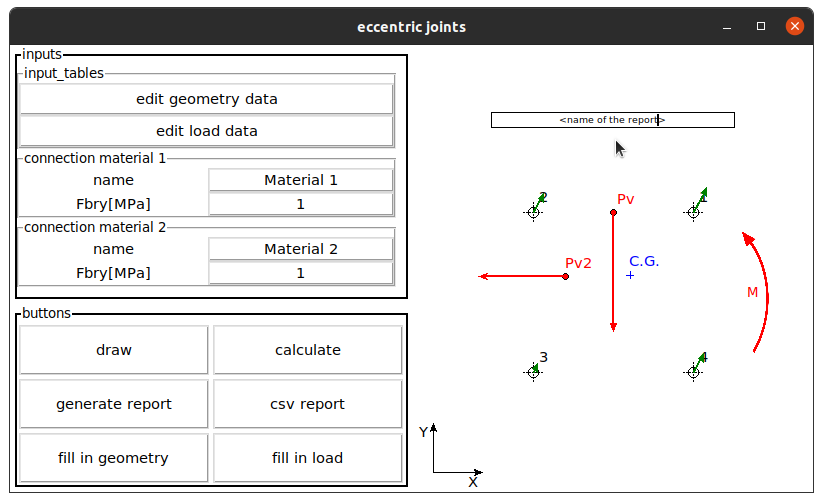 eccentric joints
inputs
input_tables
edit geometry data
edit load data
connection material 1
name Material 1
Fbry[MPa] 1
connection material 2
name Material 2
Fbry[MPa] 1
buttons
draw calculate
generate report csv report
fill in geometry fill in load
<name of the report>
2 Pv 1
C.G.
Pv2
M
3 4
Y
X